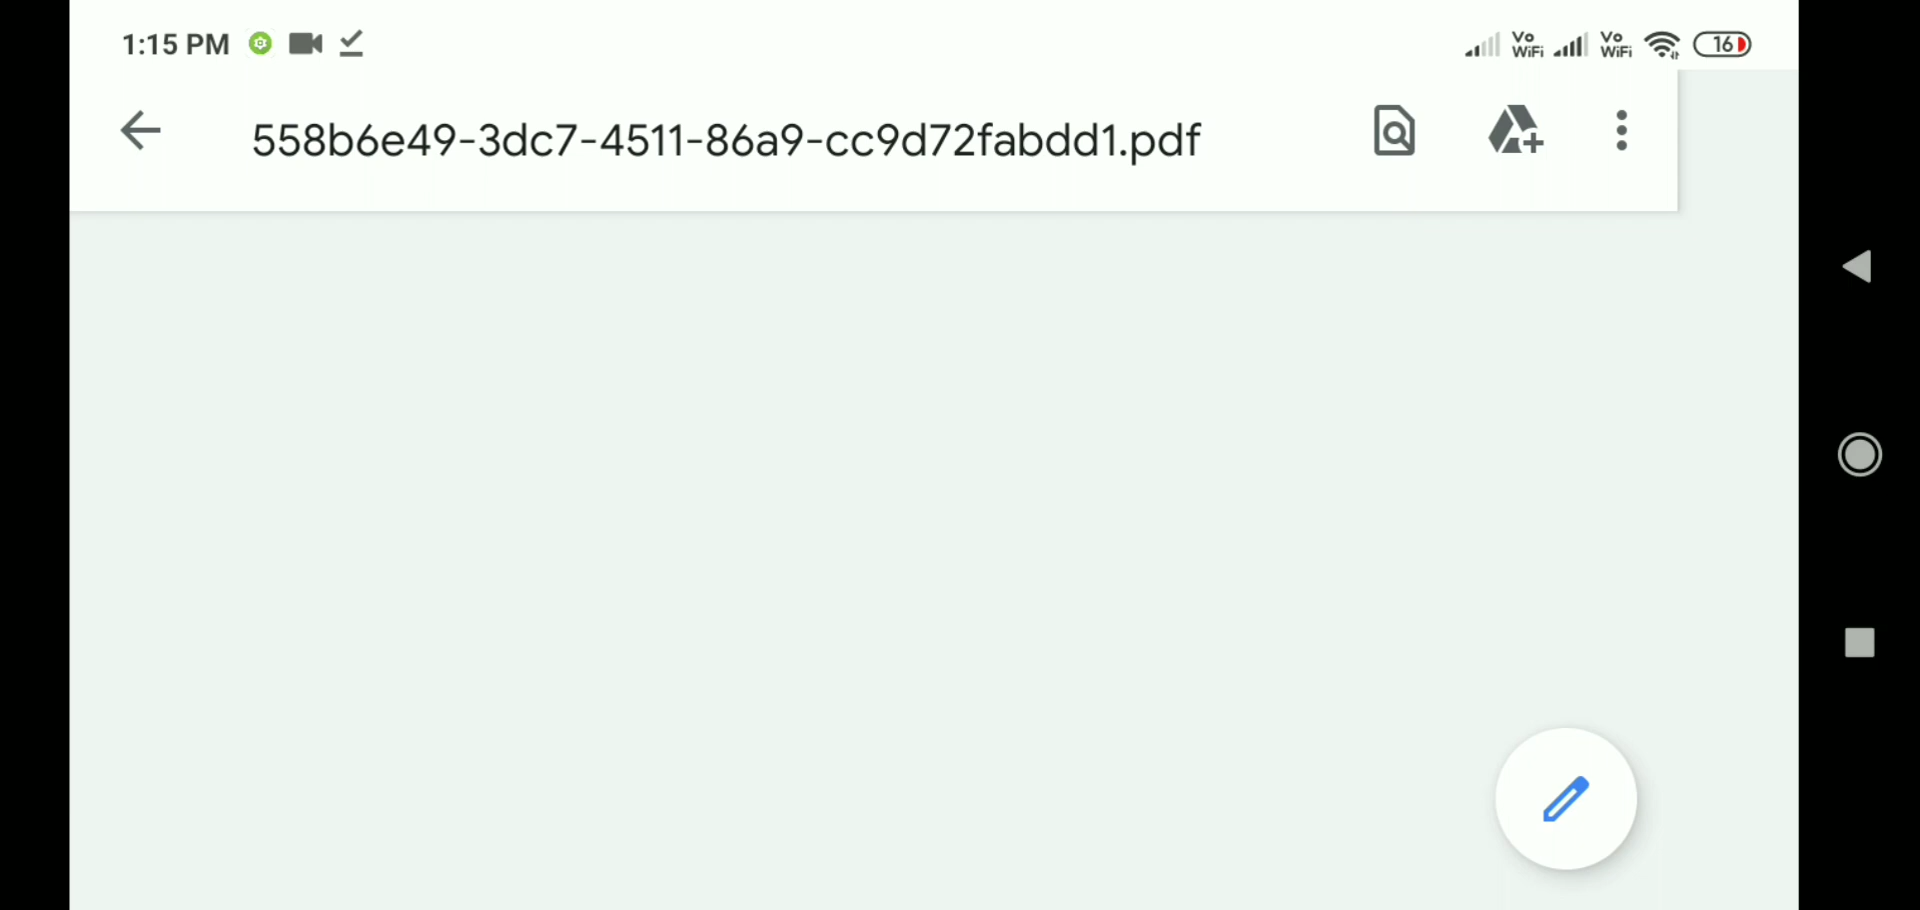 1:15 PM Vo WiFi Vo WiFi 16
558b6e49-3dc7-4511-86a9-cc9d72fabdd1.pdf